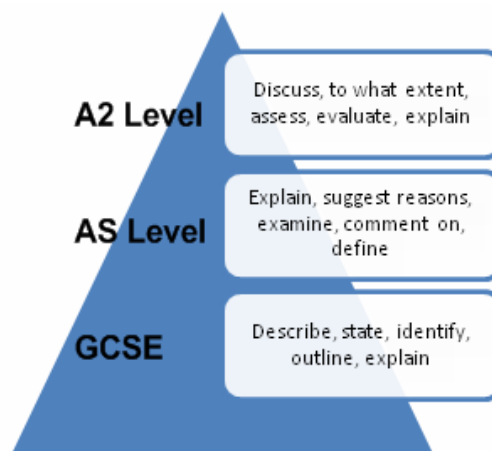 A2 Level
Discuss, to what extent,
assess, evaluate, explain
AS Level
Explain, suggest reasons,
examine, comment on,
define
GCSE
Describe, state, identify,
outline, explain